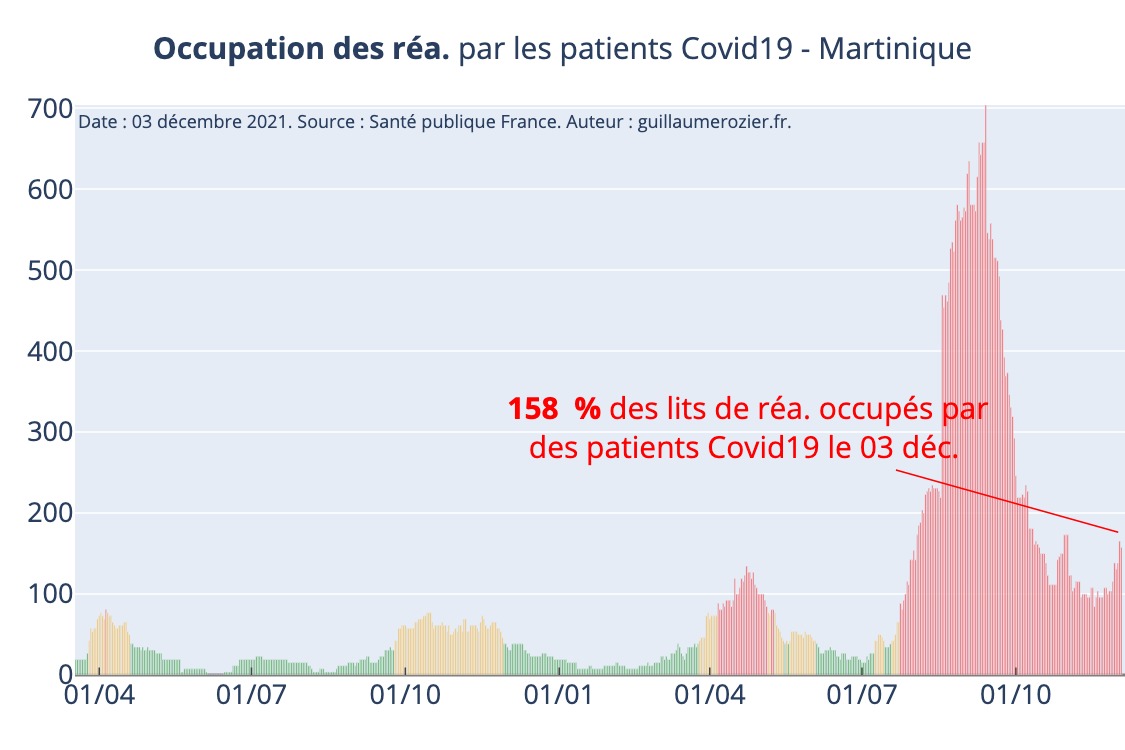 Occupation des réa. par les patients Covid19 - Martinique
700
Date : 03 décembre 2021. Source : Santé publique France. Auteur : guillaumerozier.fr.
600
500
400
158 % des lits de réa. occupés par
300
des patients Covid19 le 03 déc.
200
100
0
01/04 01/07 01/10 01/01 01/04 01/07 01/10